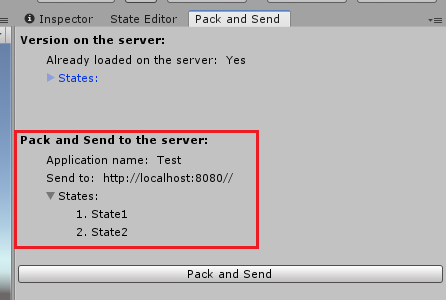 Inspector State Editor Pack and Send
Version on the server:
Already loaded on the server: Yes
States:
Pack and Send to the server:
Application name: Test
Send to: http://localhost:8080//
States:
1. State1
2. State2
Pack and Send